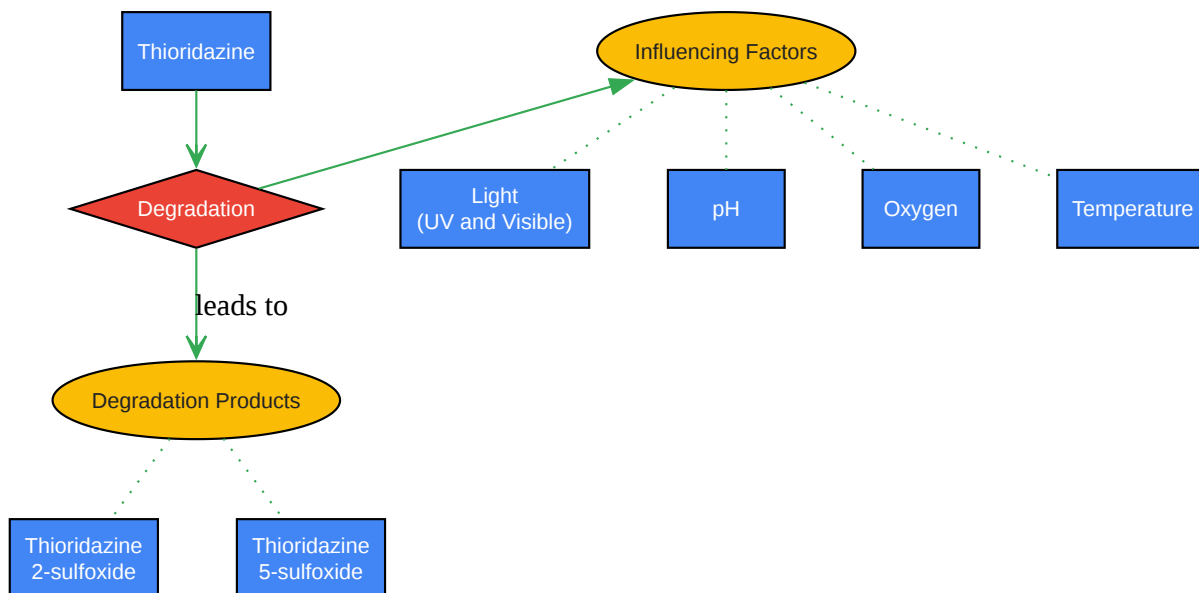 Thioridazine
Influencing Factors
Degradation
Light
(UV and Visible)
pH
Oxygen
Temperature
leads to
Degradation Products
Thioridazine
2-sulfoxide
Thioridazine
5-sulfoxide